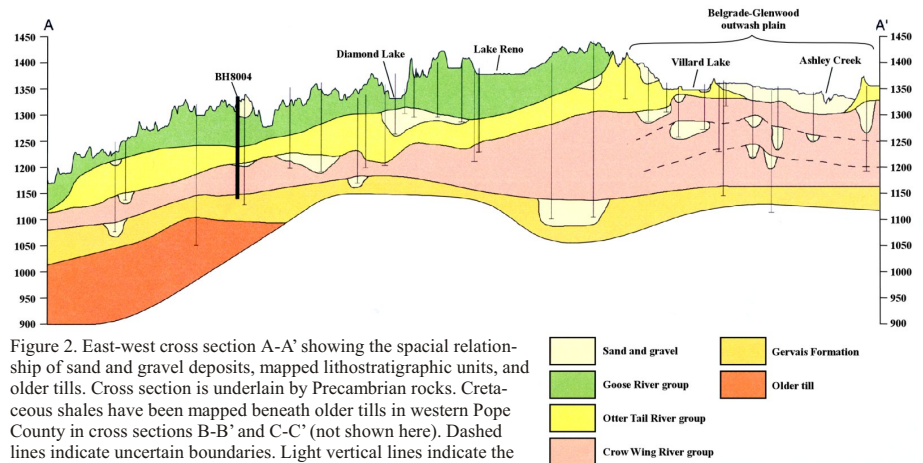 A
A'
Belgrade-Glenwood
outwash plain
1450
1400
1350
1300
1250
1200
1150
1100
1050
1000
950
900
BH8004
Diamond Lake
Lake Reno
Villard Lake
Ashley Creek
1450
1400
1350
1300
1250
1200
1150
1100
1050
1000
950
900
Figure 2. East-west cross section A-A' showing the spacial relation-
ship of sand and gravel deposits, mapped lithostratigraphic units, and
older tills. Cross section is underlain by Precambrian rocks. Creta-
ceous shales have been mapped beneath older tills in western Pope
County in cross sections B-B' and C-C' (not shown here). Dashed
lines indicate uncertain boundaries. Light vertical lines indicate the
Sand and gravel
Goose River group
Otter Tail River group
Crow Wing River group
Gervais Formation
Older till